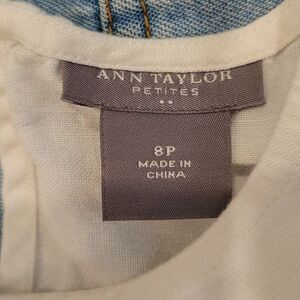 ANN TAYLOR
PETITES
8P
MADE IN
CHINA